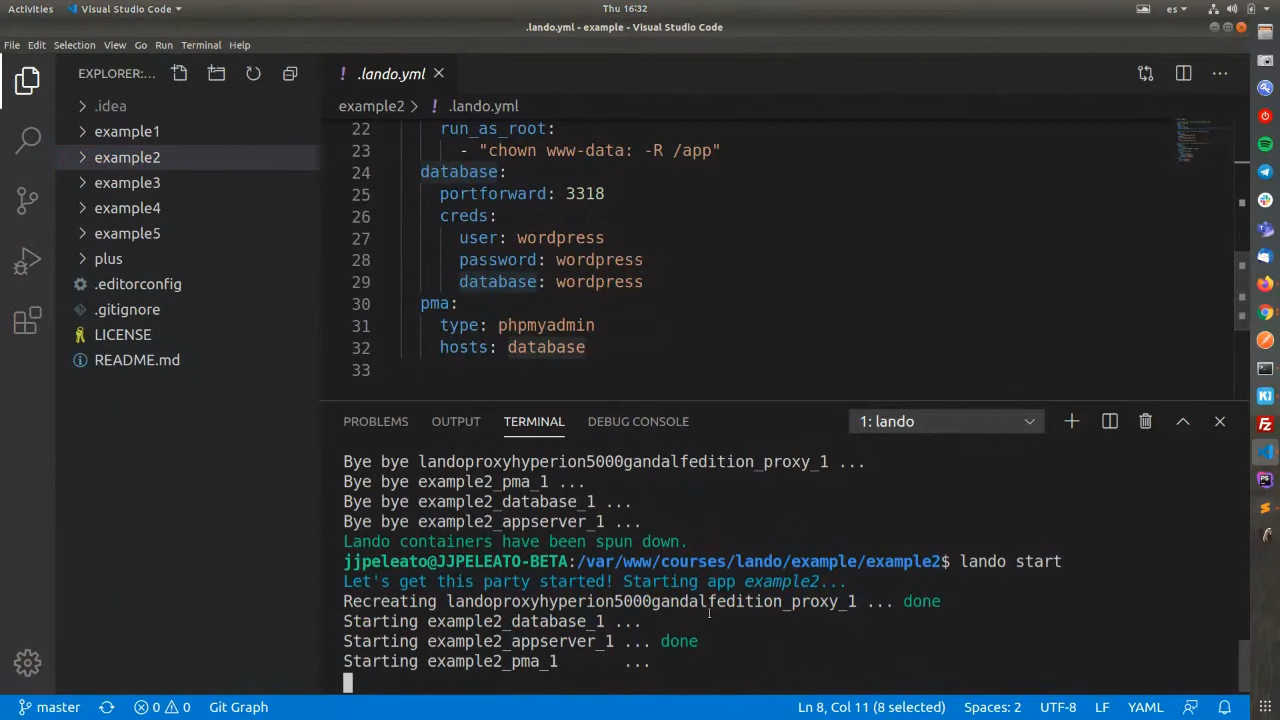 Activities Visual Studio Code Thu 16:32 es
.lando.yml - example - Visual Studio Code
File Edit Selection View Go Run Terminal Help
EXPLORER:... ! .lando.yml
.idea example2 > ! .lando.yml
example1
example2
example3
example4
example5
plus
.editorconfig
.gitignore
LICENSE
README.md
22 run_as_root:
23 - "chown www-data: -R /app"
24 database:
25 portforward: 3318
26 creds:
27 user: wordpress
28 password: wordpress
29 database: wordpress
30 pma:
31 type: phpmyadmin
32 hosts: database
33
PROBLEMS OUTPUT TERMINAL DEBUG CONSOLE 1: lando
Bye bye landoproxyhyperion5000gandalfedition_proxy_1 ...
Bye bye example2_pma_1 ...
Bye bye example2_database_1 ...
Bye bye example2_appserver_1 ...
Lando containers have been spun down.
jjpeleato@JJPELEATO-BETA:/var/www/courses/lando/example/example2$ lando start
Let's get this party started! Starting app example2...
Recreating landoproxyhyperion5000gandalfedition_proxy_1 ... done
Starting example2_database_1 ...
Starting example2_appserver_1 ... done
Starting example2_pma_1 ...
master 0 0 Git Graph Ln 8, Col 11 (8 selected) Spaces: 2 UTF-8 LF YAML